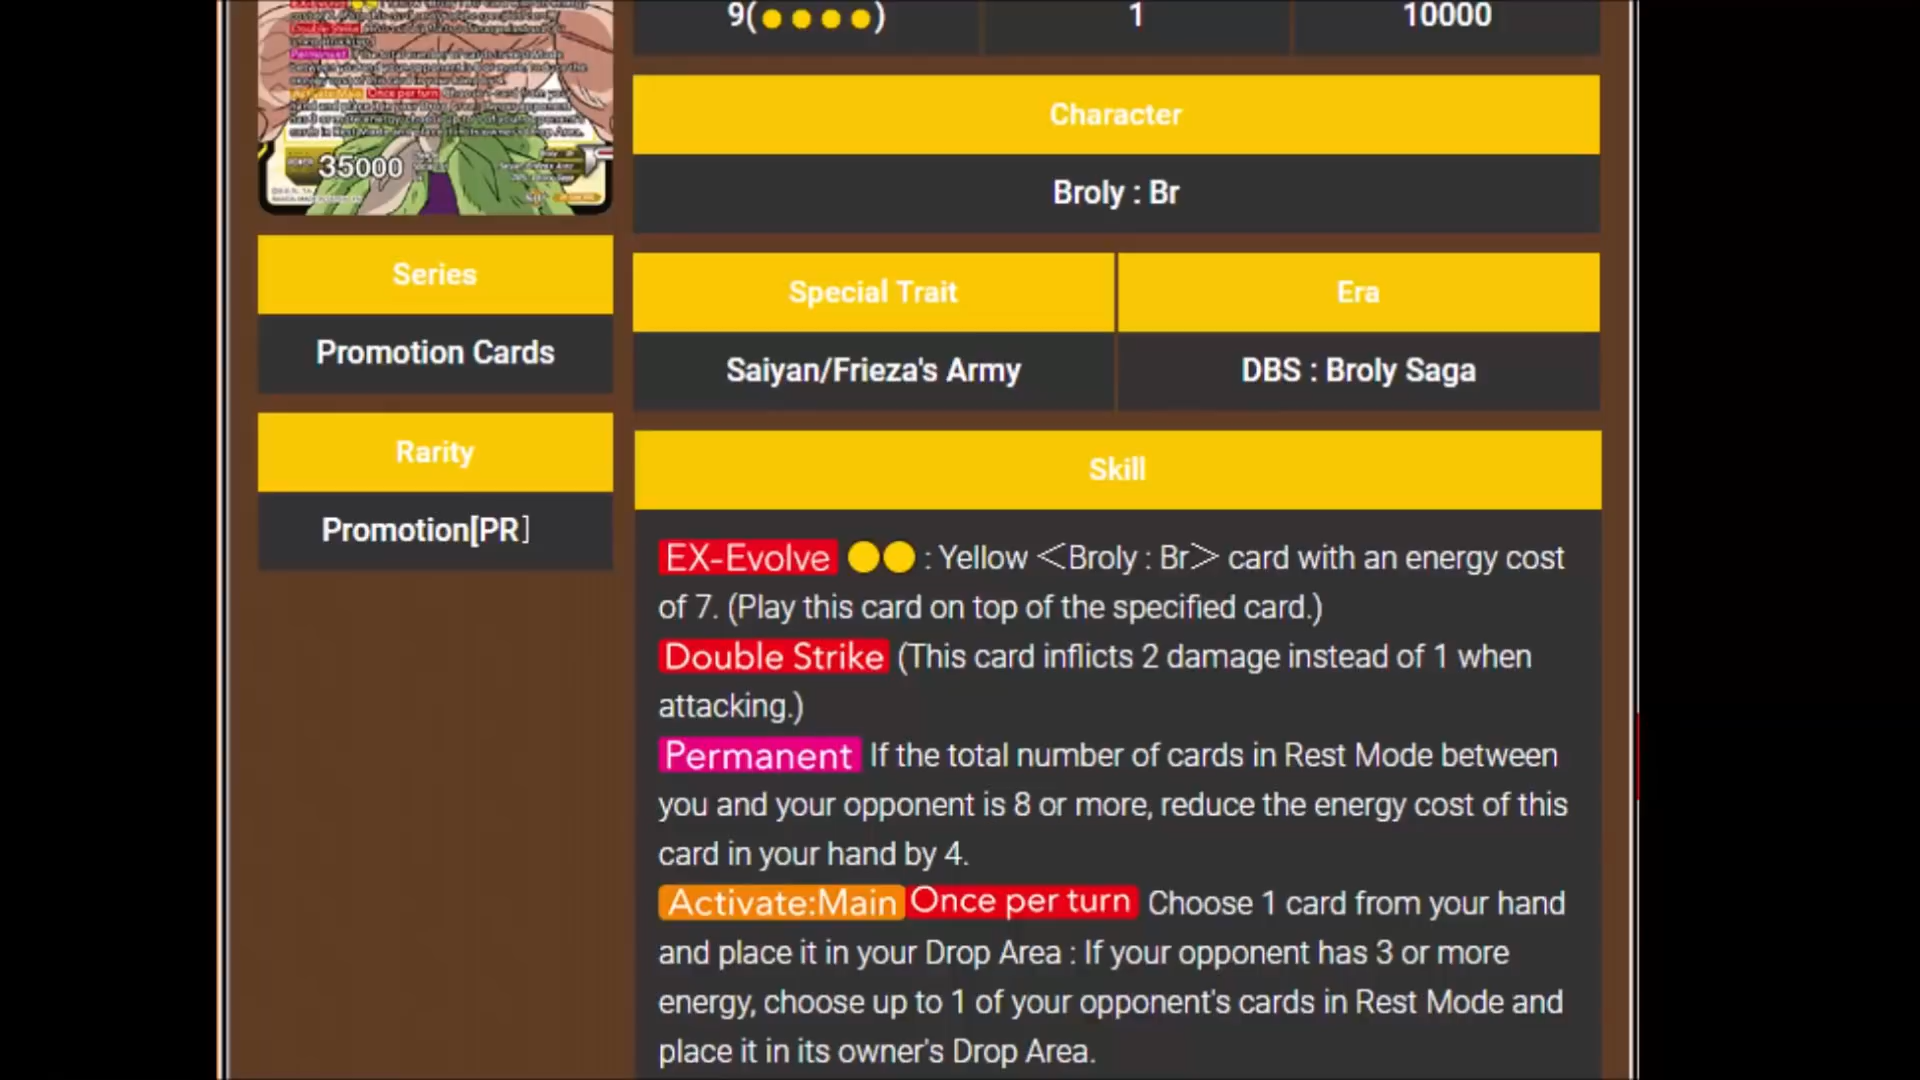 9(●●●●)
1
10000
Character
Broly : Br
Special Trait
Era
Saiyan/Frieza's Army
DBS : Broly Saga
Skill
EX-Evolve ●● : Yellow ＜Broly : Br＞ card with an energy cost
of 7. (Play this card on top of the specified card.)
Double Strike (This card inflicts 2 damage instead of 1 when
attacking.)
Permanent If the total number of cards in Rest Mode between
you and your opponent is 8 or more, reduce the energy cost of this
card in your hand by 4.
Activate:Main Once per turn Choose 1 card from your hand
and place it in your Drop Area : If your opponent has 3 or more
energy, choose up to 1 of your opponent's cards in Rest Mode and
place it in its owner's Drop Area.
35000
Series
Promotion Cards
Rarity
Promotion[PR]